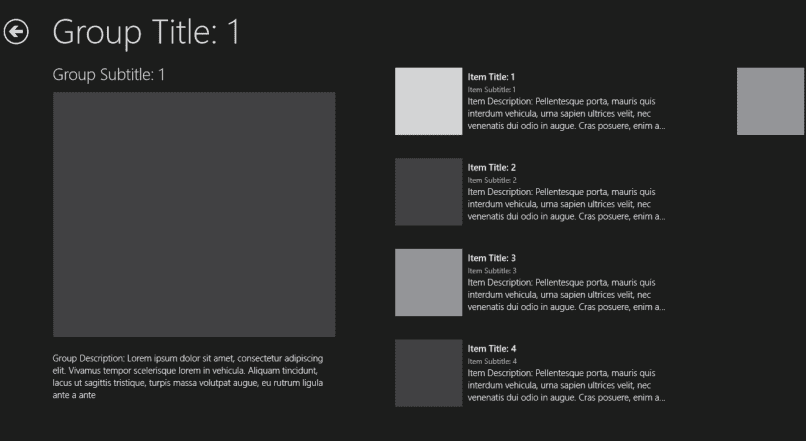 Group Title: 1
Group Subtitle: 1
Group Description: Lorem ipsum dolor sit amet, consectetur adipiscing
elit. Vivamus tempor scelerisque lorem in vehicula. Aliquam tincidunt,
lacus ut sagittis tristique, turpis massa volutpat augue, eu rutrum ligula
ante a ante
Item Title: 1
Item Subtitle: 1
Item Description: Pellentesque porta, mauris quis
interdum vehicula, urna sapien ultrices velit, nec
venenatis dui odio in augue. Cras posuere, enim a...
Item Title: 2
Item Subtitle: 2
Item Description: Pellentesque porta, mauris quis
interdum vehicula, urna sapien ultrices velit, nec
venenatis dui odio in augue. Cras posuere, enim a...
Item Title: 3
Item Subtitle: 3
Item Description: Pellentesque porta, mauris quis
interdum vehicula, urna sapien ultrices velit, nec
venenatis dui odio in augue. Cras posuere, enim a...
Item Title: 4
Item Subtitle: 4
Item Description: Pellentesque porta, mauris quis
interdum vehicula, urna sapien ultrices velit, nec
venenatis dui odio in augue. Cras posuere, enim a...